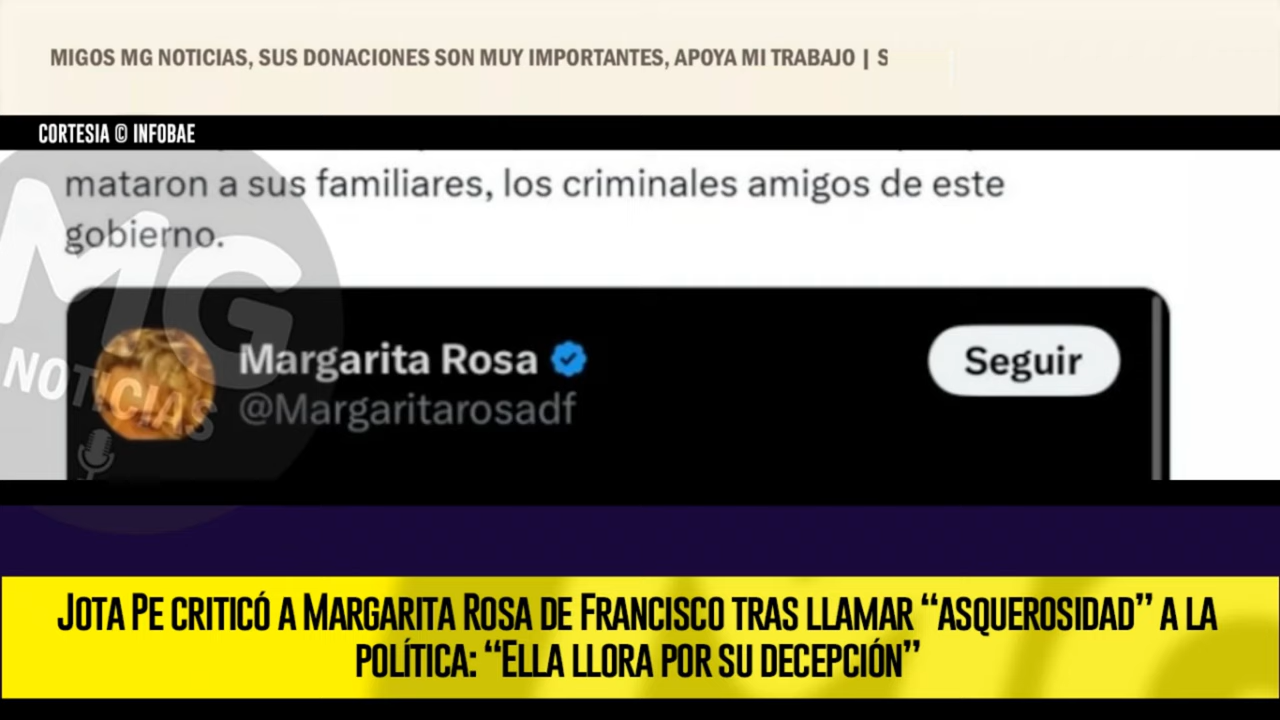 MIGOS MG NOTICIAS, SUS DONACIONES SON MUY IMPORTANTES, APOYA MI TRABAJO | S
CORTESIA © INFOBAE
mataron a sus familiares, los criminales amigos de este
gobierno.
MG
NOTICIAS
Margarita Rosa
@Margaritarosadf
Seguir
JOTA PE CRITICÓ A MARGARITA ROSA DE FRANCISCO TRAS LLAMAR “ASQUEROSIDAD” A LA
POLÍTICA: “ELLA LLORA POR SU DECEPCIÓN”